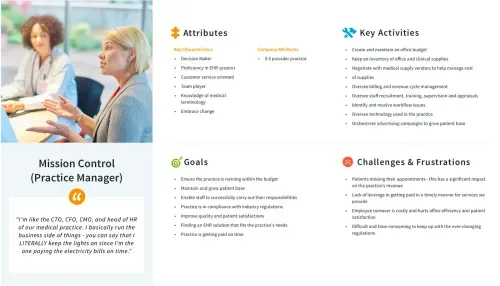 Attributes
Key Characteristics
• Decision Maker
• Proficiency in EHR systems
• Customer service oriented
• Team player
• Knowledge of medical
terminology
• Embrace change
Company Attributes
• provider practice
Key Activities
• Create and maintain an office budget
• Keep an inventory of office and clinical supplies
• Negotiate with medical supply vendors to help manage cost
• of supplies
• Oversee billing and revenue cycle management
• Oversee staff recruitment, training, supervision and appraisals
• Identify and resolve workflow issues
• Oversee technology used in the practice
• Orchestrate advertising campaigns to grow patient base
Mission Control
(Practice Manager)
"I'm like the CTO, CFO, CMO, and head of HR
of our medical practice. I basically run the
business side of things - you can say that I
LITERALLY keep the lights on since I'm the
one paying the electricity bills on time."
Goals
• Ensure the practice is running within the budget
• Maintain and grow patient base
• Enable staff to successfully carry out their responsibilities
• Practice is in compliance with industry regulations
• Improve quality and patient satisfactions
• Finding an EHR solution that fits the practice's needs
• Practice is getting paid on time
Challenges & Frustrations
• Patients missing their appointments - this has a significant impact
on the practice's revenue
• Lack of leverage in getting paid in a timely manner for services we
provide
• Employee turnover is costly and hurts office efficiency and patient
satisfaction
• Difficult and time consuming to keep up with the ever-changing
regulations